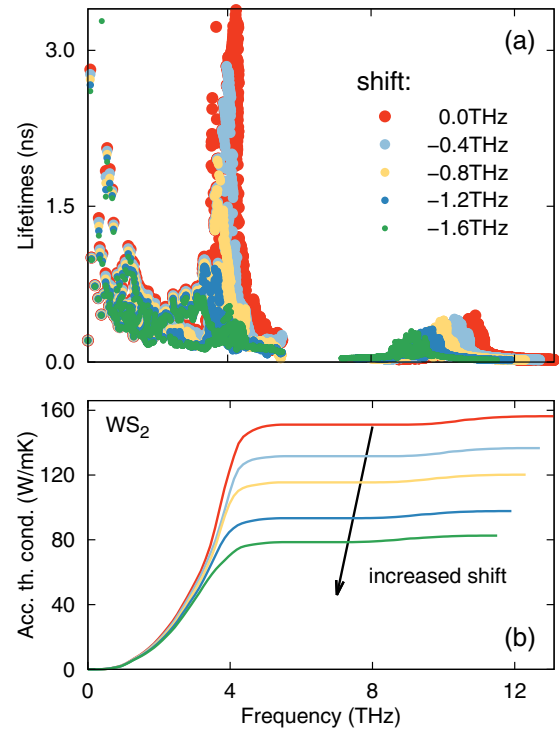 (a)
3.0
shift:
0.0THz
−0.4THz
1.5
−0.8THz
−1.2THz
−1.6THz
0.0
Lifetimes (ns)
160
WS2
120
80
increased shift
40
(b)
0
Acc. th. cond. (W/mK)
0 4 8 12
Frequency (THz)